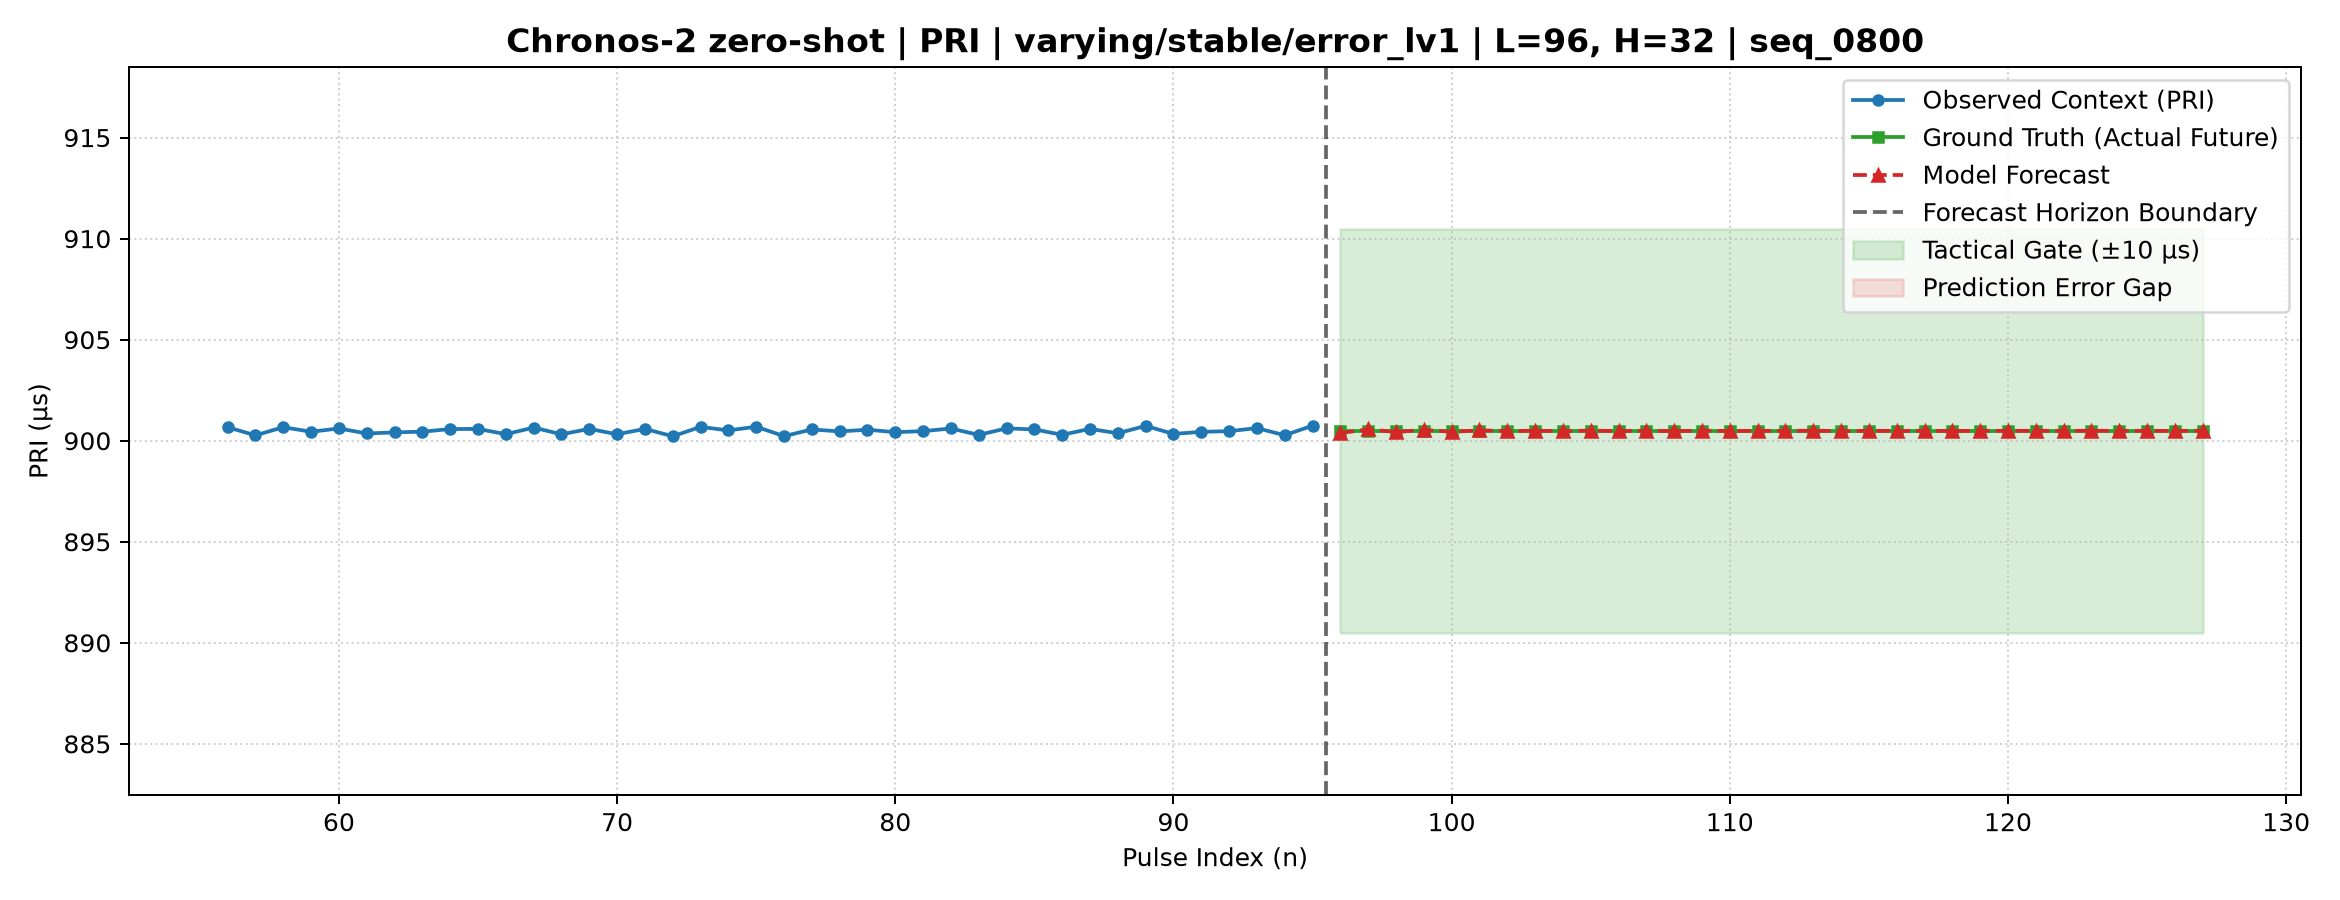 Chronos-2 zero-shot | PRI | varying/stable/error_lv1 | L=96, H=32 | seq_0800
Observed Context (PRI)
Ground Truth (Actual Future)
Model Forecast
Forecast Horizon Boundary
Tactical Gate (±10 μs)
Prediction Error Gap
PRI (μs)
915
910
905
900
895
890
885
60 70 80 90 100 110 120 130
Pulse Index (n)